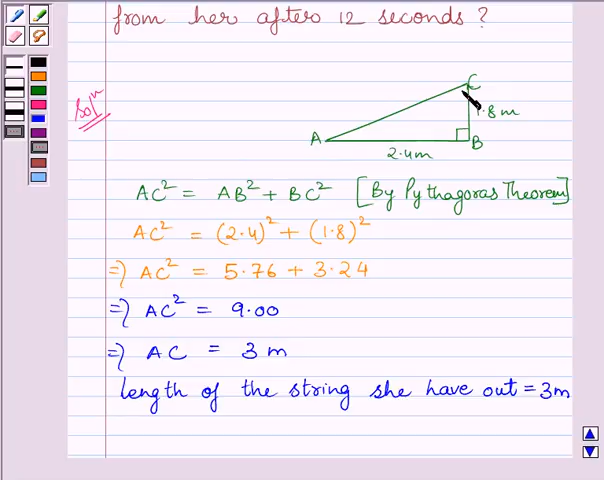 from her after 12 seconds ?
Solⁿ
C
1.8 m
A
B
2.4m
AC² = AB² + BC² [By Pythagoras Theorem]
AC² = (2.4)² + (1.8)²
=) AC² = 5.76 + 3.24
=) AC² = 9.00
=) AC = 3 m
length of the string she have out = 3m